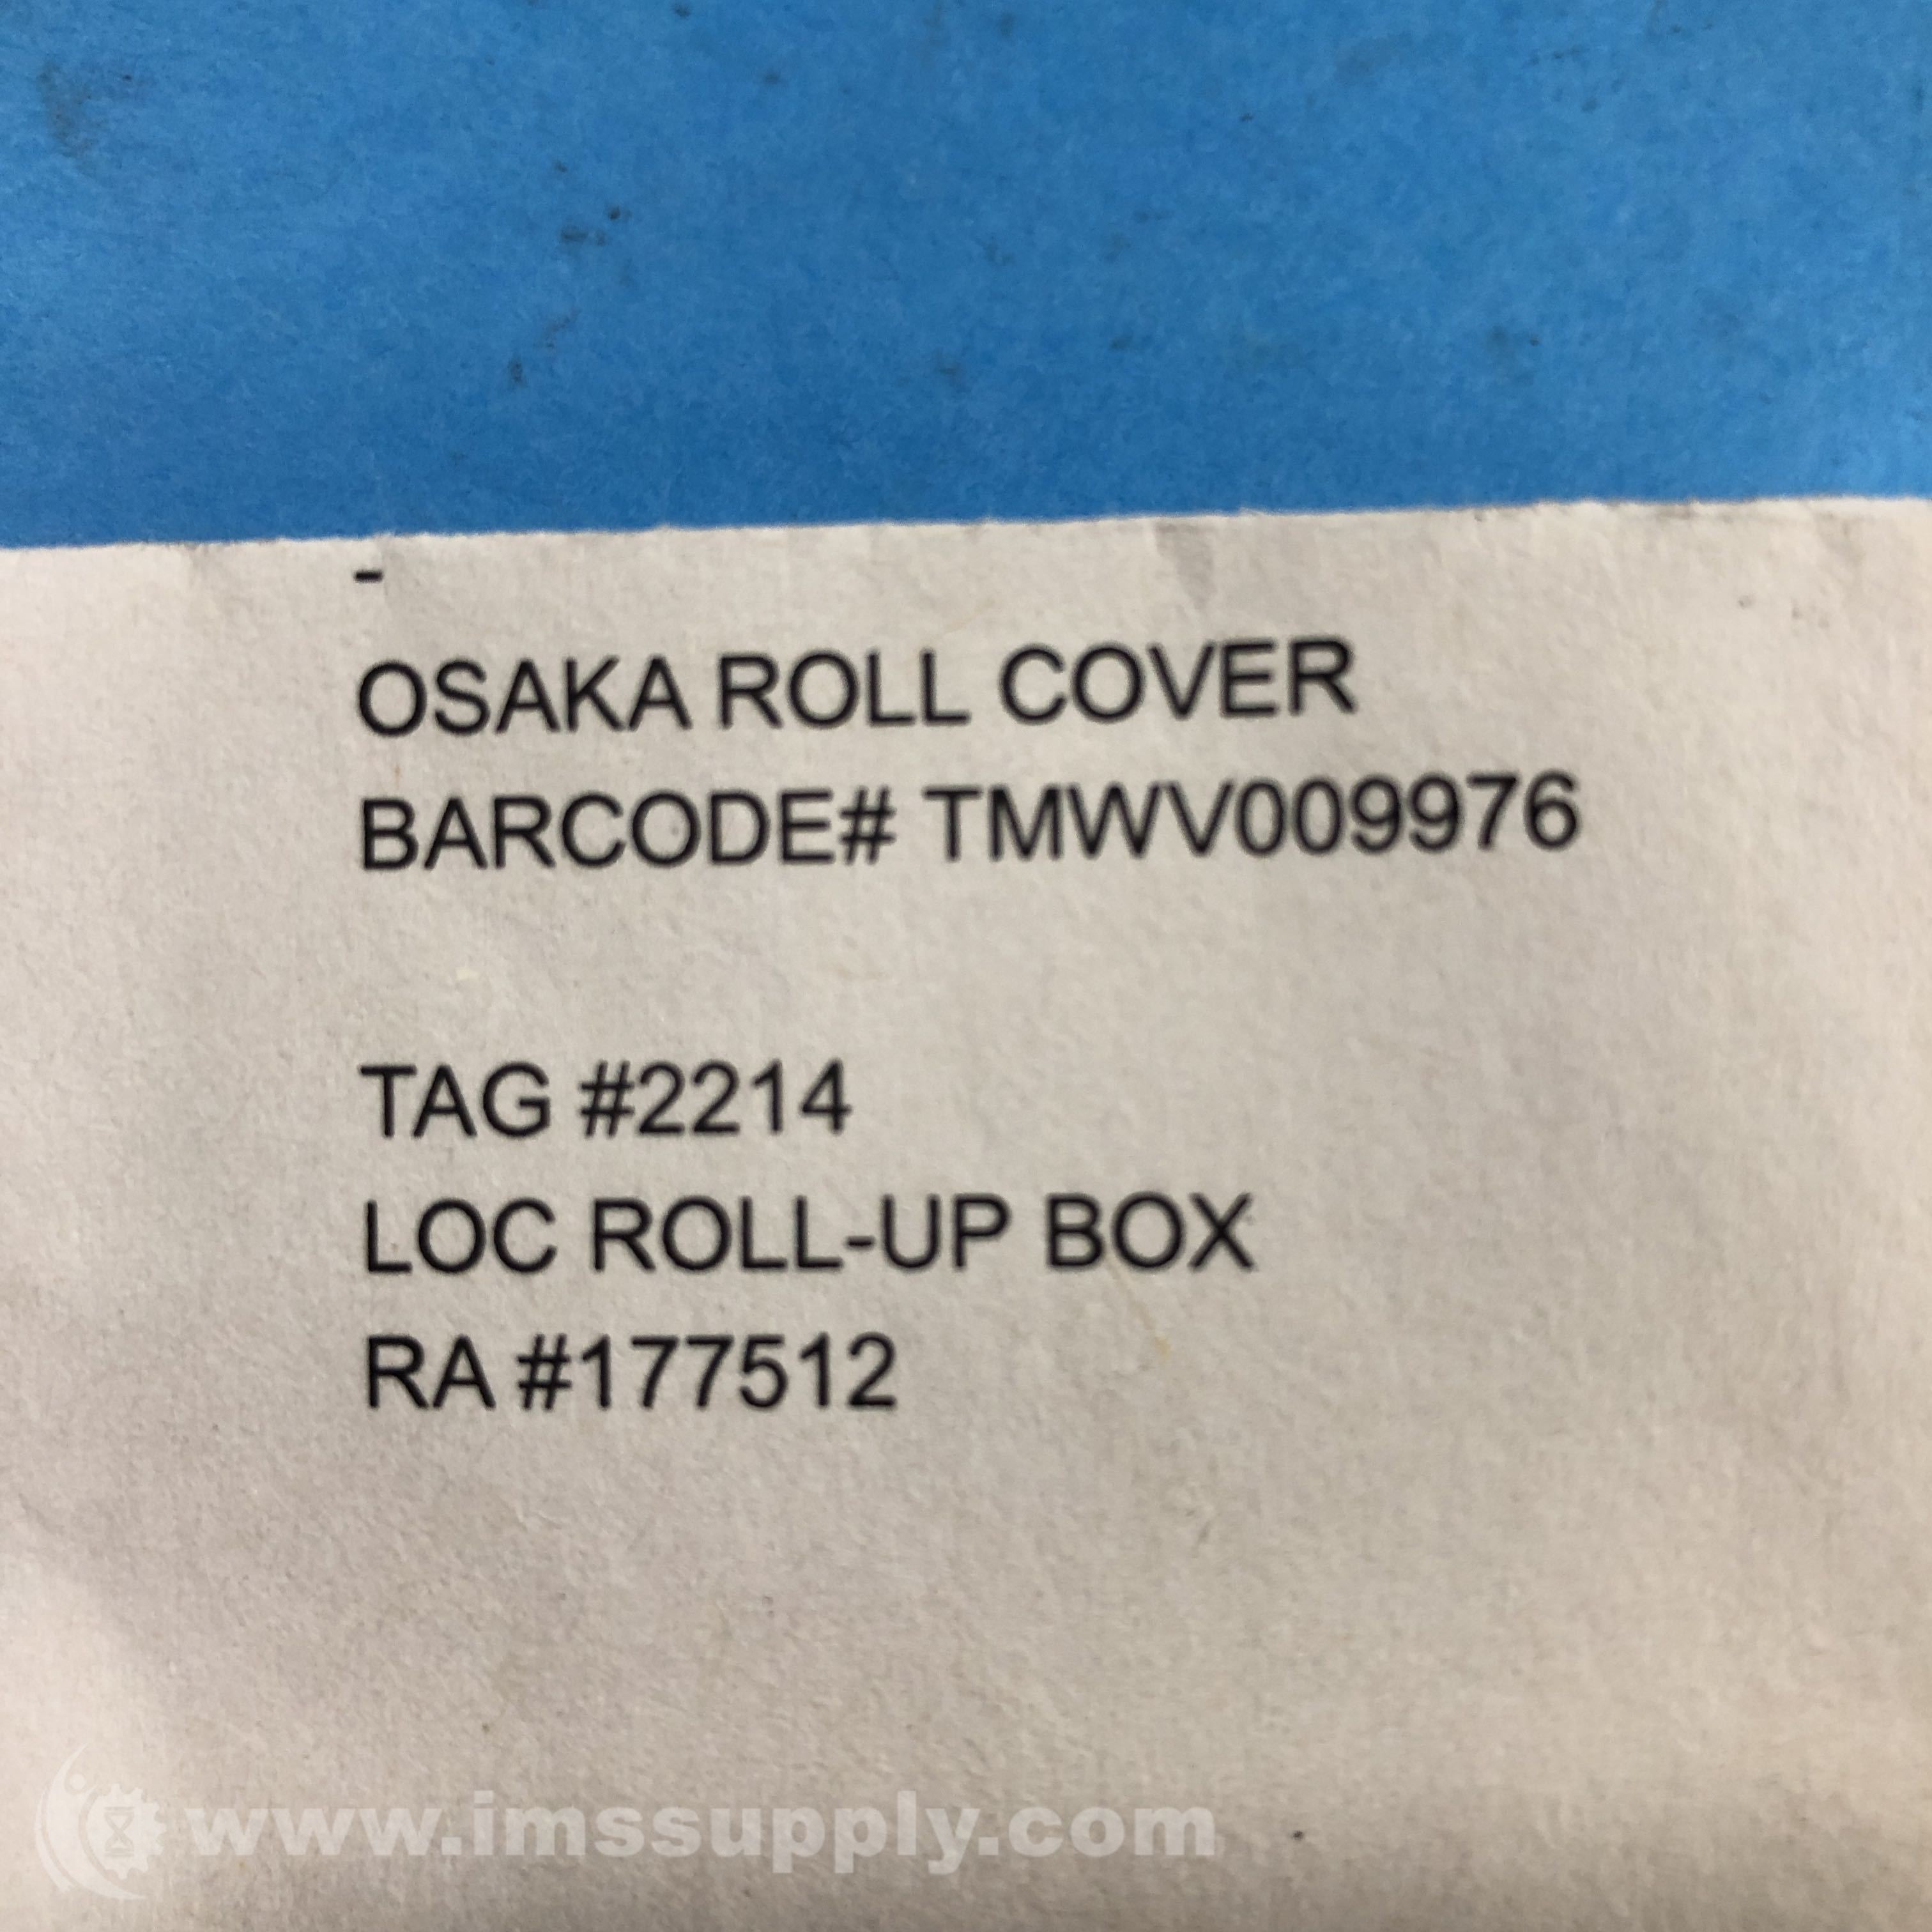 -
OSAKA ROLL COVER
BARCODE# TMWV009976
TAG #2214
LOC ROLL-UP BOX
RA #177512
www.imssupply.com